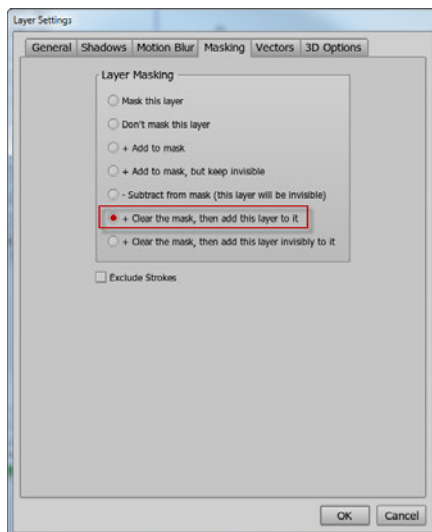 Layer Settings
General Shadows Motion Blur Masking Vectors 3D Options
Layer Masking
Mask this layer
Don't mask this layer
+ Add to mask
+ Add to mask, but keep invisible
- Subtract from mask (this layer will be invisible)
+ Clear the mask, then add this layer to it
+ Clear the mask, then add this layer invisibly to it
Exclude Strokes
OK Cancel